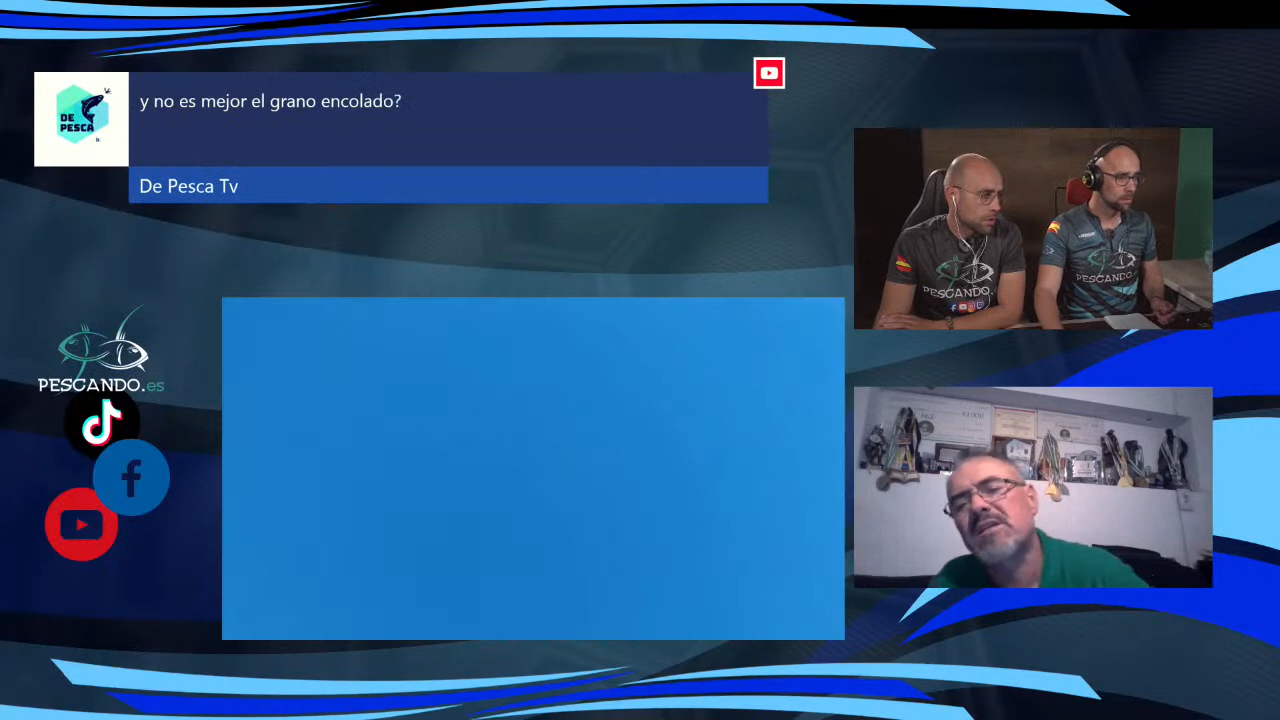 y no es mejor el grano encolado?
DE
PESCA
De Pesca Tv
PESCANDO.es
PESCANDO.
PESCANDO.